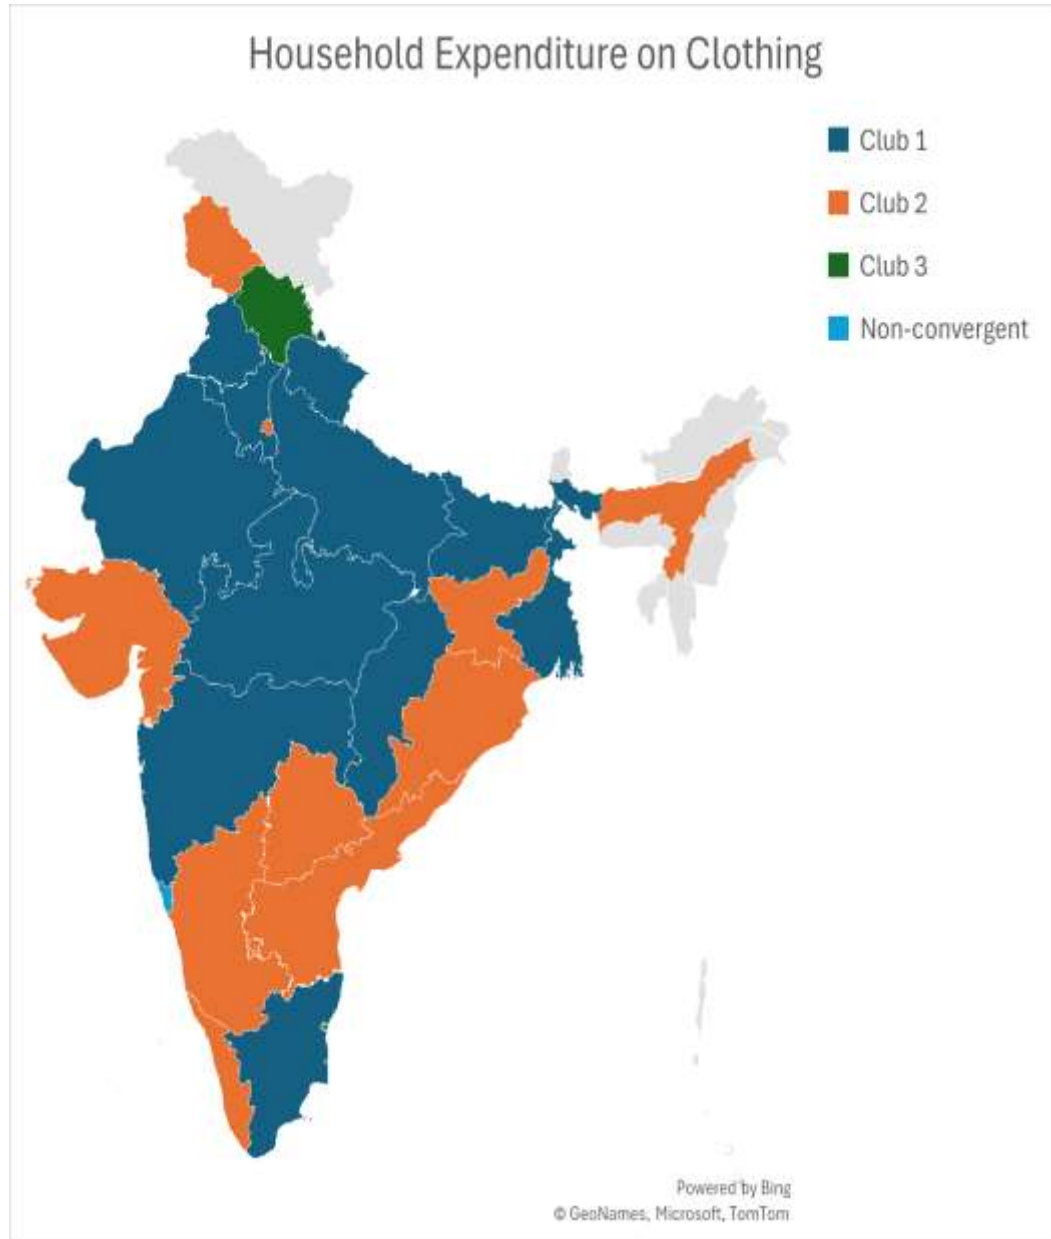 Household Expenditure on Clothing
Club 1
Club 2
Club 3
Non-convergent
Powered by Bing
© GeoNames, Microsoft, TomTom